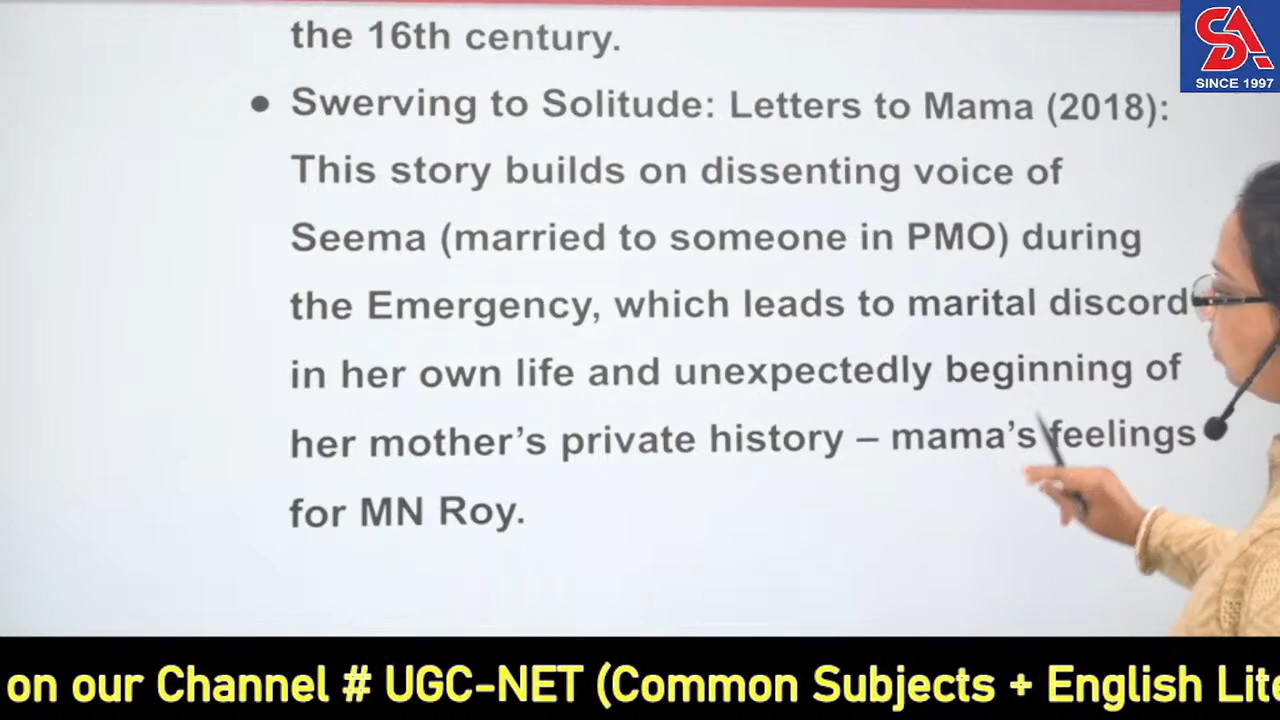 the 16th century.
SA
SINCE 1997
● Swerving to Solitude: Letters to Mama (2018):
This story builds on dissenting voice of
Seema (married to someone in PMO) during
the Emergency, which leads to marital discord
in her own life and unexpectedly beginning of
her mother’s private history – mama’s feelings
for MN Roy.
on our Channel # UGC-NET (Common Subjects + English Lite